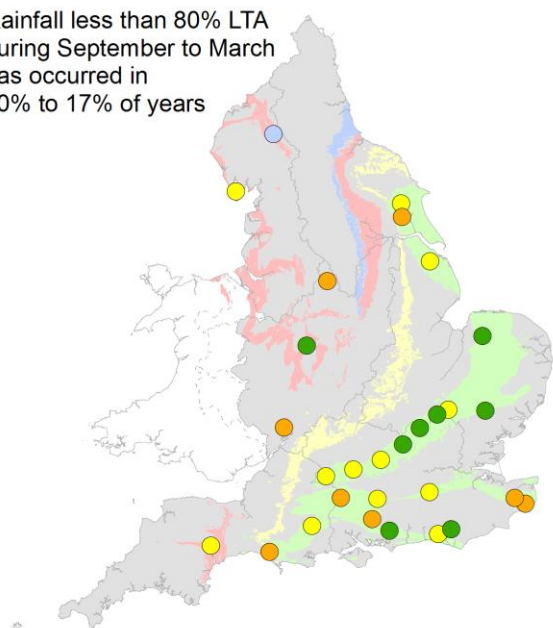 ainfall less than 80% LTA
uring September to March
as occurred in
0% to 17% of years